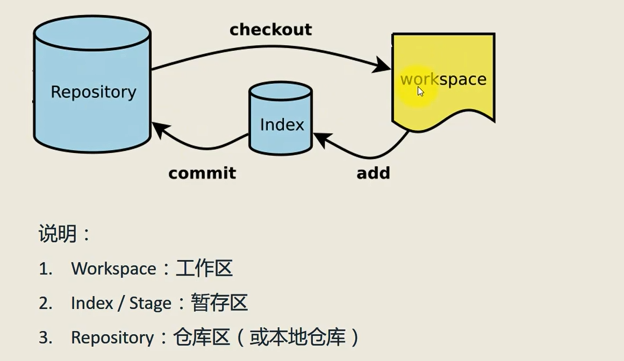 checkout
Repository
workspace
Index
commit
add
说明：
1. Workspace：工作区
2. Index / Stage：暂存区
3. Repository：仓库区（或本地仓库）